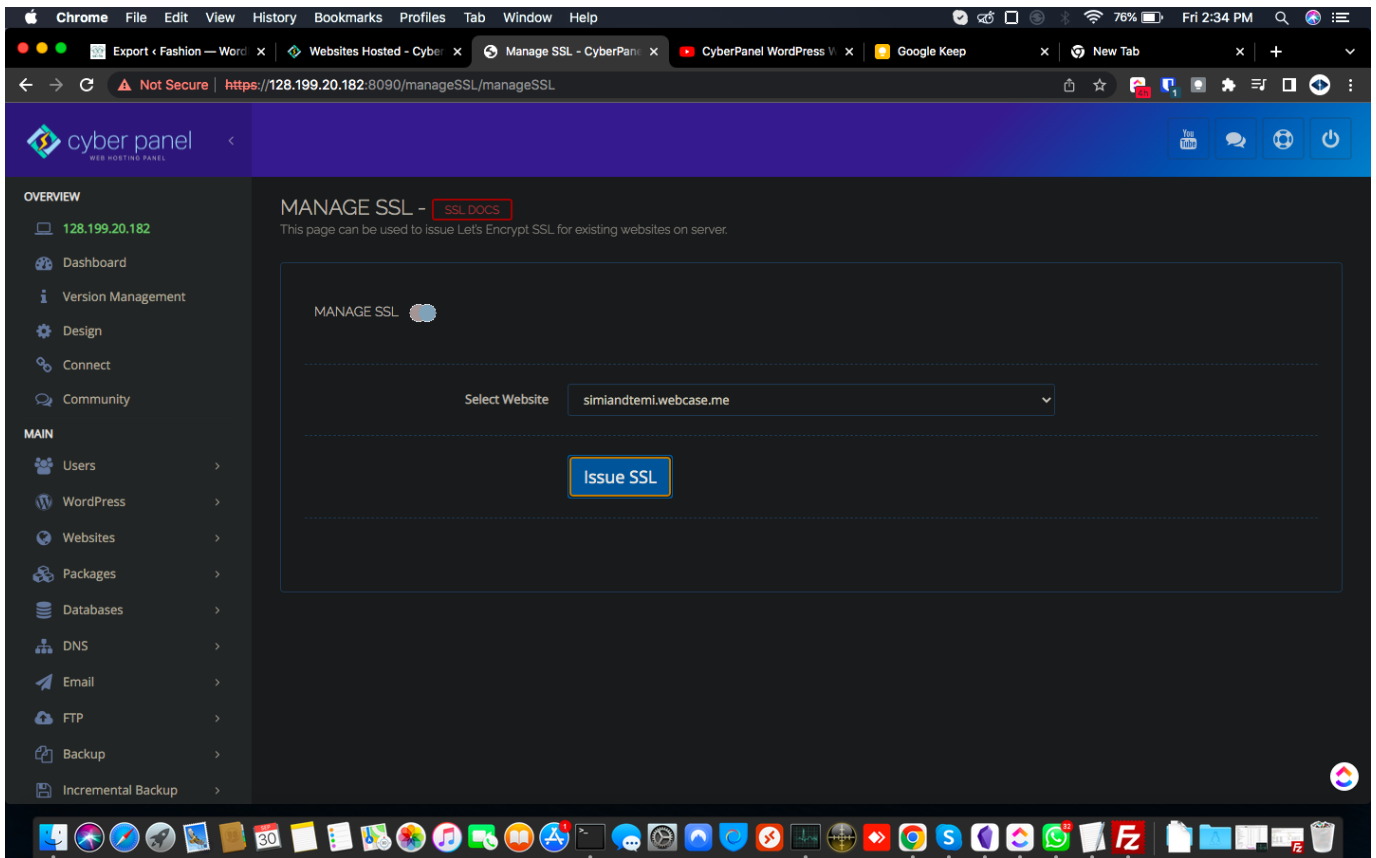 Chrome File Edit View History Bookmarks Profiles Tab Window Help 76% Fri 2:34 PM
Export ‹ Fashion — Word Websites Hosted - Cyber Manage SSL - CyberPan CyberPanel WordPress Google Keep New Tab
Not Secure https://128.199.20.182:8090/manageSSL/manageSSL
cyber panel
WEB HOSTING PANEL
You
Tube
OVERVIEW
128.199.20.182
Dashboard
Version Management
Design
Connect
Community
MAIN
Users
WordPress
Websites
Packages
Databases
DNS
Email
FTP
Backup
Incremental Backup
MANAGE SSL - SSL DOCS
This page can be used to issue Let's Encrypt SSL for existing websites on server.
MANAGE SSL
Select Website simiandtemi.webcase.me
Issue SSL
SEP
30